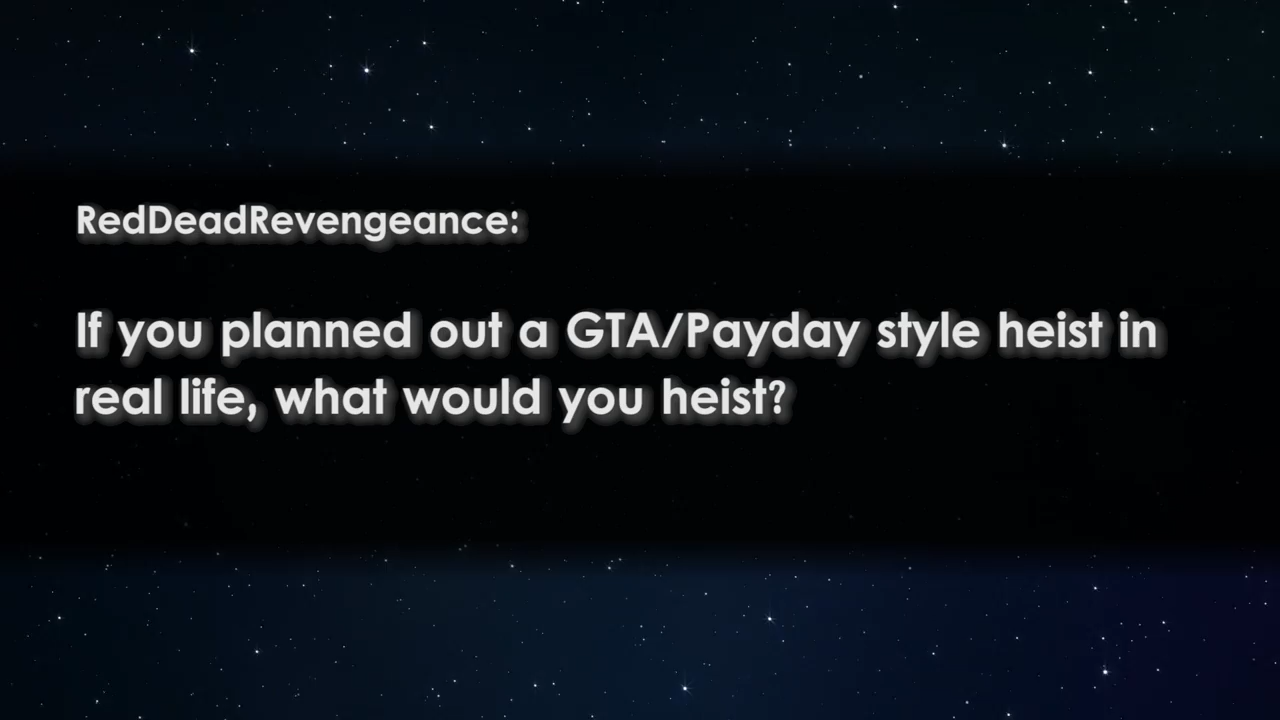 RedDeadRevengeance:
If you planned out a GTA/Payday style heist in
real life, what would you heist?